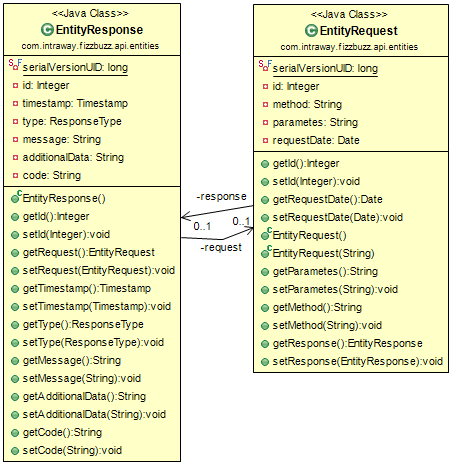 <<Java Class>>
EntityResponse
com.intraway.fizzbuzz.api.entities
serialVersionUID: long
id: Integer
timestamp: Timestamp
type: ResponseType
message: String
additionalData: String
code: String
EntityResponse()
getId():Integer
setId(Integer):void
getRequest():EntityRequest
setRequest(EntityRequest):void
getTimestamp():Timestamp
setTimestamp(Timestamp):void
getType():ResponseType
setType(ResponseType):void
getMessage():String
setMessage(String):void
getAdditionalData():String
setAdditionalData(String):void
getCode():String
setCode(String):void
-response
0..1
0..1
-request
<<Java Class>>
EntityRequest
com.intraway.fizzbuzz.api.entities
serialVersionUID: long
id: Integer
method: String
parametes: String
requestDate: Date
getId():Integer
setId(Integer):void
getRequestDate():Date
setRequestDate(Date):void
EntityRequest()
EntityRequest(String)
getParametes():String
setParametes(String):void
getMethod():String
setMethod(String):void
getResponse():EntityResponse
setResponse(EntityResponse):void